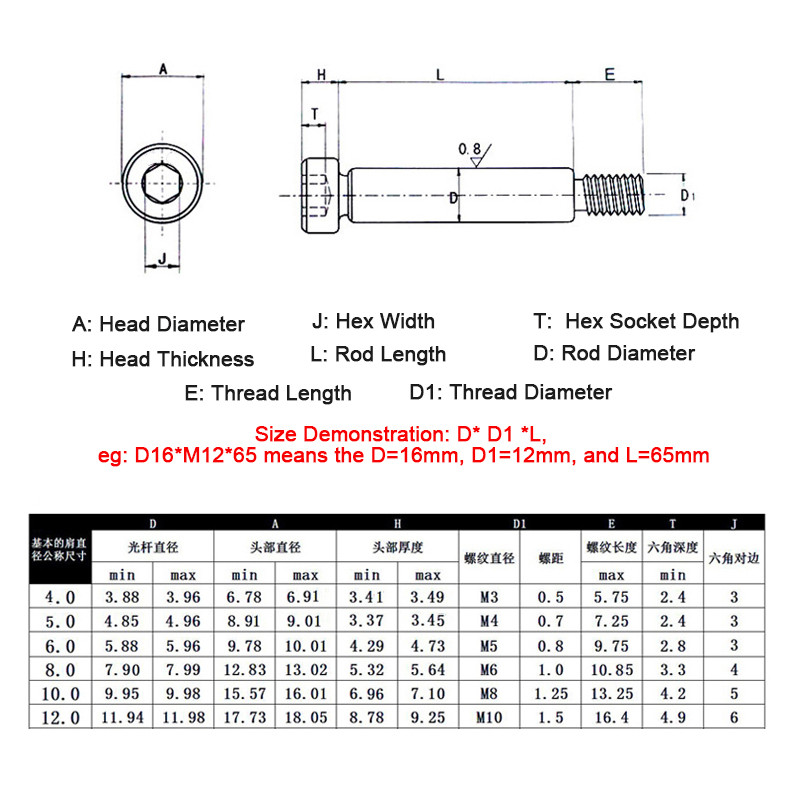 A
H L E
T
0.8
D
D1
J
A: Head Diameter J: Hex Width T: Hex Socket Depth
H: Head Thickness L: Rod Length D: Rod Diameter
E: Thread Length D1: Thread Diameter
Size Demonstration: D* D1 *L,
eg: D16*M12*65 means the D=16mm, D1=12mm, and L=65mm
基本的肩直径公称尺寸 D A H D1 E T J
光杆直径 头部直径 头部厚度 螺纹直径 螺距 螺纹长度 六角深度 六角对边
min max min max min max max min
4.0 3.88 3.96 6.78 6.91 3.41 3.49 M3 0.5 5.75 2.4 3
5.0 4.85 4.96 8.91 9.01 3.37 3.45 M4 0.7 7.25 2.4 3
6.0 5.88 5.96 9.78 10.01 4.29 4.73 M5 0.8 9.75 2.8 3
8.0 7.90 7.99 12.83 13.02 5.32 5.64 M6 1.0 10.85 3.3 4
10.0 9.95 9.98 15.57 16.01 6.96 7.10 M8 1.25 13.25 4.2 5
12.0 11.94 11.98 17.73 18.05 8.78 9.25 M10 1.5 16.4 4.9 6